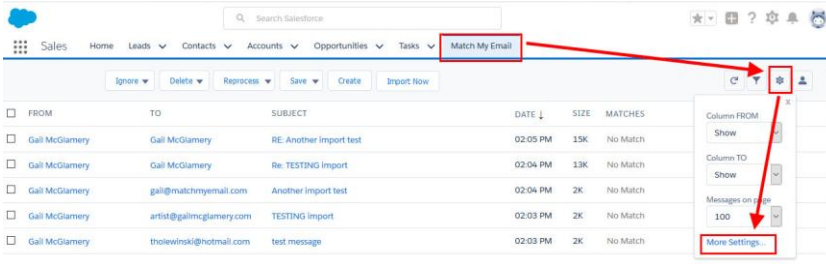 Search Salesforce
Sales Home Leads Contacts Accounts Opportunities Tasks Match My Email
Ignore Delete Reprocess Save Create Import Now
FROM TO SUBJECT DATE SIZE MATCHES
Gail McGlamery Gail McGlamery RE: Another import test 02:05 PM 15K No Match
Gail McGlamery Gail McGlamery Re: TESTING import 02:04 PM 13K No Match
Gail McGlamery gail@matchmyemail.com Another import test 02:04 PM 2K No Match
Gail McGlamery artist@gailmcglamery.com TESTING import 02:03 PM 2K No Match
Gail McGlamery tholewinski@hotmail.com test message 02:03 PM 2K No Match
x
Column FROM
Show
Column TO
Show
Messages on page
100
More Settings...